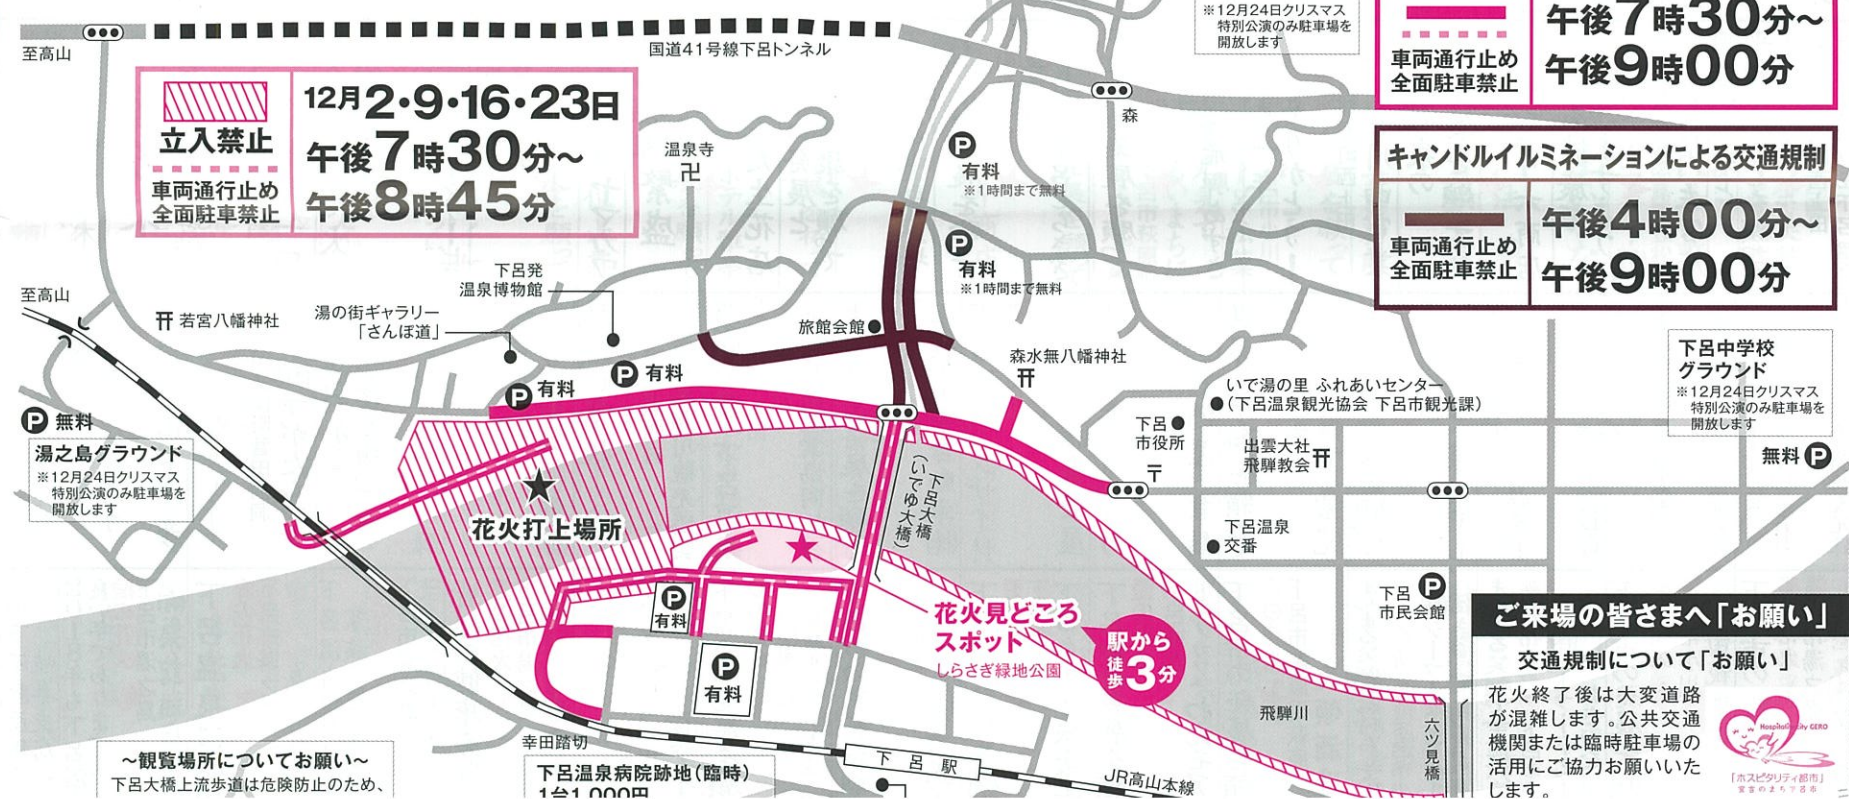 至高山
国道41号線下呂トンネル
※12月24日クリスマス
特別公演のみ駐車場を
開放します
車両通行止め
全面駐車禁止
午後7時30分～
午後9時00分
立入禁止
車両通行止め
全面駐車禁止
12月2・9・16・23日
午後7時30分～
午後8時45分
温泉寺
森
P
有料
※1時間まで無料
キャンドルイルミネーションによる交通規制
車両通行止め
全面駐車禁止
午後4時00分～
午後9時00分
P
有料
※1時間まで無料
下呂発
温泉博物館
至高山
若宮八幡神社
湯の街ギャラリー
「さんぽ道」
旅館会館
森水無八幡神社
P 有料
P 有料
下呂中学校
グラウンド
※12月24日クリスマス
特別公演のみ駐車場を
開放します
無料 P
いで湯の里 ふれあいセンター
（下呂温泉観光協会 下呂市観光課）
下呂
市役所
〒
出雲大社
飛騨教会
P 無料
湯之島グラウンド
※12月24日クリスマス
特別公演のみ駐車場を
開放します
花火打上場所
下呂大橋
（いでゆ大橋）
下呂温泉
交番
下呂
市民会館
P
P
有料
P
有料
花火見どころ
スポット
しらさぎ緑地公園
駅から
徒歩3分
飛騨川
六ツ見橋
ご来場の皆さまへ「お願い」
交通規制について「お願い」
花火終了後は大変道路
が混雑します。公共交通
機関または臨時駐車場の
活用にご協力お願いいた
します。
Hospitality city GERO
「ホスピタリティ都市」
宣言のまち下呂市
幸田踏切
下呂駅
JR高山本線
～観覧場所についてお願い～
下呂大橋上流歩道は危険防止のため、
下呂温泉病院跡地（臨時）
1台1,000円